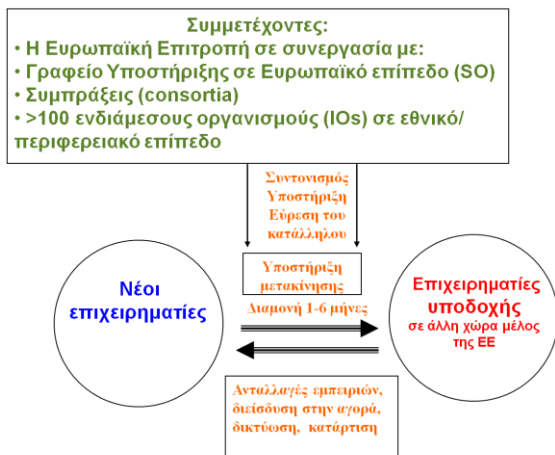 Συμμετέχοντες:
• Η Ευρωπαϊκή Επιτροπή σε συνεργασία με:
• Γραφείο Υποστήριξης σε Ευρωπαϊκό επίπεδο (SO)
• Συμπράξεις (consortia)
• >100 ενδιάμεσους οργανισμούς (IOs) σε εθνικό/
περιφερειακό επίπεδο
Συντονισμός
Υποστήριξη
Εύρεση του
κατάλληλου
Υποστήριξη
μετακίνησης
Νέοι
επιχειρηματίες
Διαμονή 1-6 μήνες
Επιχειρηματίες
υποδοχής
σε άλλη χώρα μέλος
της ΕΕ
Ανταλλαγές εμπειριών,
διείσδυση στην αγορά,
δικτύωση, κατάρτιση